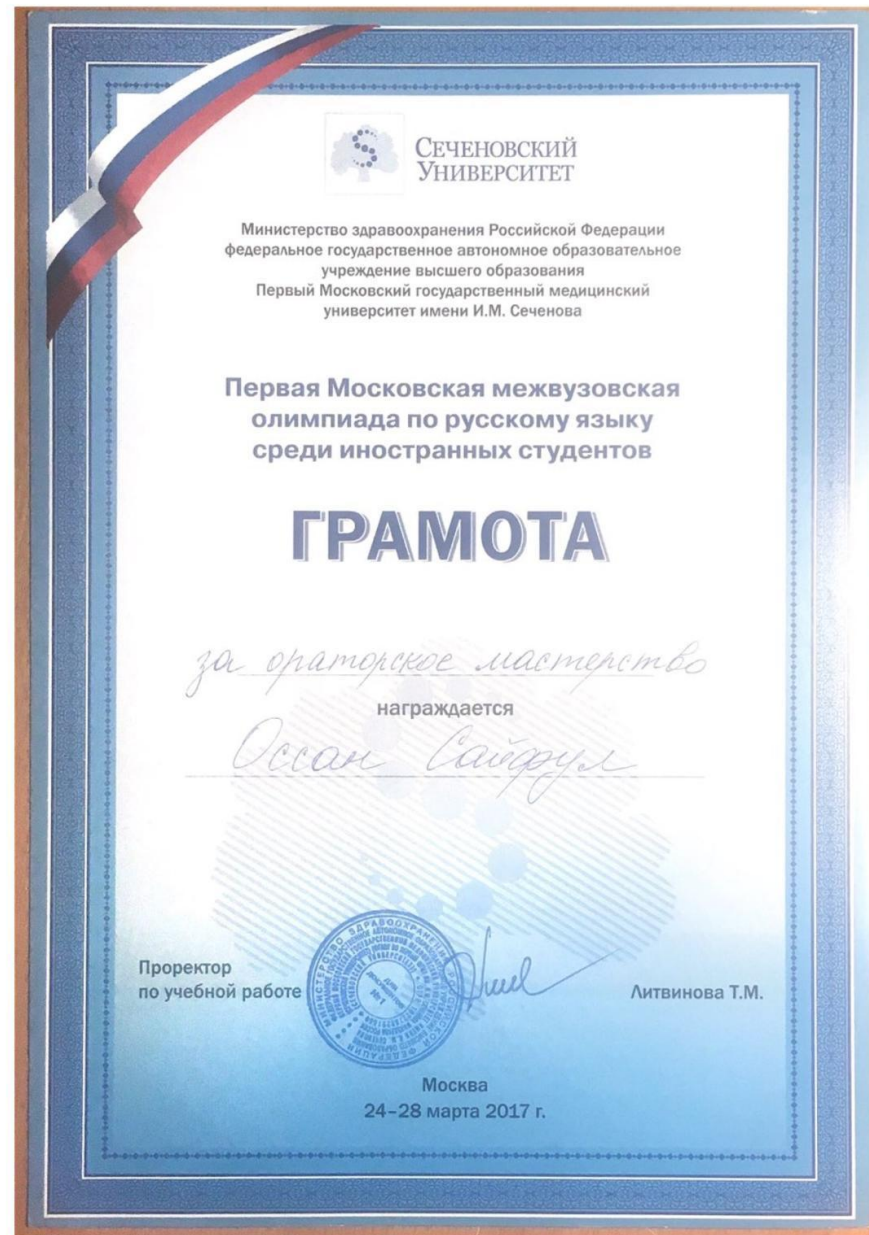 Сеченовский
Университет
Министерство здравоохранения Российской Федерации
федеральное государственное автономное образовательное
учреждение высшего образования
Первый Московский государственный медицинский
университет имени И.М. Сеченова
Первая Московская межвузовская
олимпиада по русскому языку
среди иностранных студентов
ГРАМОТА
за ораторское мастерство
награждается
Оссан Сайфул
Проректор
по учебной работе
Литвинова Т.М.
Москва
24–28 марта 2017 г.